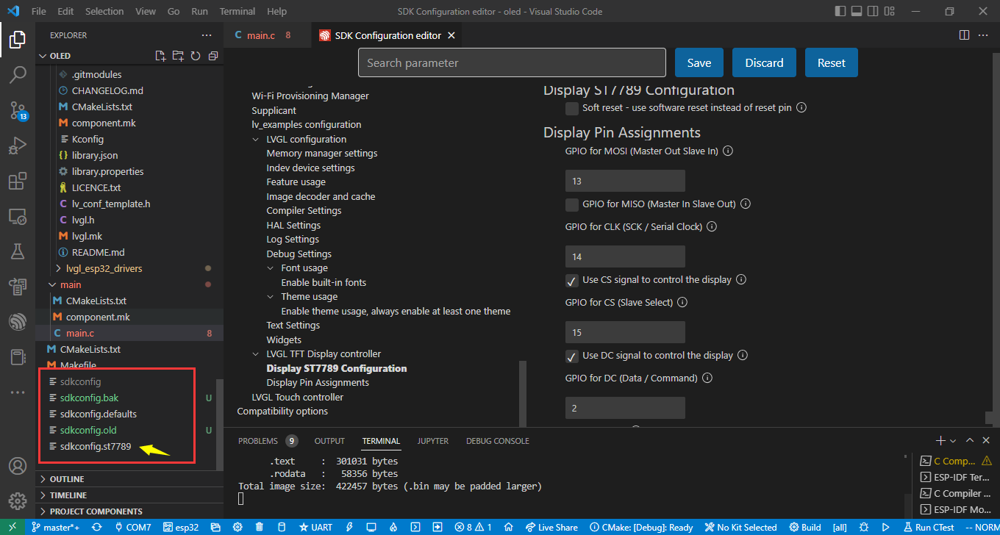 File Edit Selection View Go Run Terminal Help SDK Configuration editor - oled - Visual Studio Code
EXPLORER
OLED
.gitmodules
CHANGELOG.md
M CMakeLists.txt
M component.mk
Kconfig
{} library.json
library.properties
LICENCE.txt
C lv_conf_template.h
C lvgl.h
M lvgl.mk
README.md
lvgl_esp32_drivers
main
M CMakeLists.txt
M component.mk
C main.c 8
M CMakeLists.txt
M Makefile
sdkconfig
sdkconfig.bak U
sdkconfig.defaults
sdkconfig.old U
sdkconfig.st7789
OUTLINE
TIMELINE
PROJECT COMPONENTS
13
C main.c 8
SDK Configuration editor
Search parameter
Save Discard Reset
Wi-Fi Provisioning Manager
Supplicant
lv_examples configuration
LVGL configuration
Memory manager settings
Indev device settings
Feature usage
Image decoder and cache
Compiler Settings
HAL Settings
Log Settings
Debug Settings
Font usage
Enable built-in fonts
Theme usage
Enable theme usage, always enable at least one theme
Text Settings
Widgets
LVGL TFT Display controller
Display ST7789 Configuration
Display Pin Assignments
LVGL Touch controller
Compatibility options
Display ST7789 Configuration
Soft reset - use software reset instead of reset pin
Display Pin Assignments
GPIO for MOSI (Master Out Slave In)
13
GPIO for MISO (Master In Slave Out)
GPIO for CLK (SCK / Serial Clock)
14
Use CS signal to control the display
GPIO for CS (Slave Select)
15
Use DC signal to control the display
GPIO for DC (Data / Command)
2
PROBLEMS 9 OUTPUT TERMINAL JUPYTER DEBUG CONSOLE
.text : 301031 bytes
.rodata : 58356 bytes
Total image size: 422457 bytes (.bin may be padded larger)
C Comp...
ESP-IDF Ter...
C Compiler ...
ESP-IDF Mo...
master*+ COM7 esp32 UART 8 1 Live Share CMake: [Debug]: Ready No Kit Selected Build [all] Run CTest -- NORM